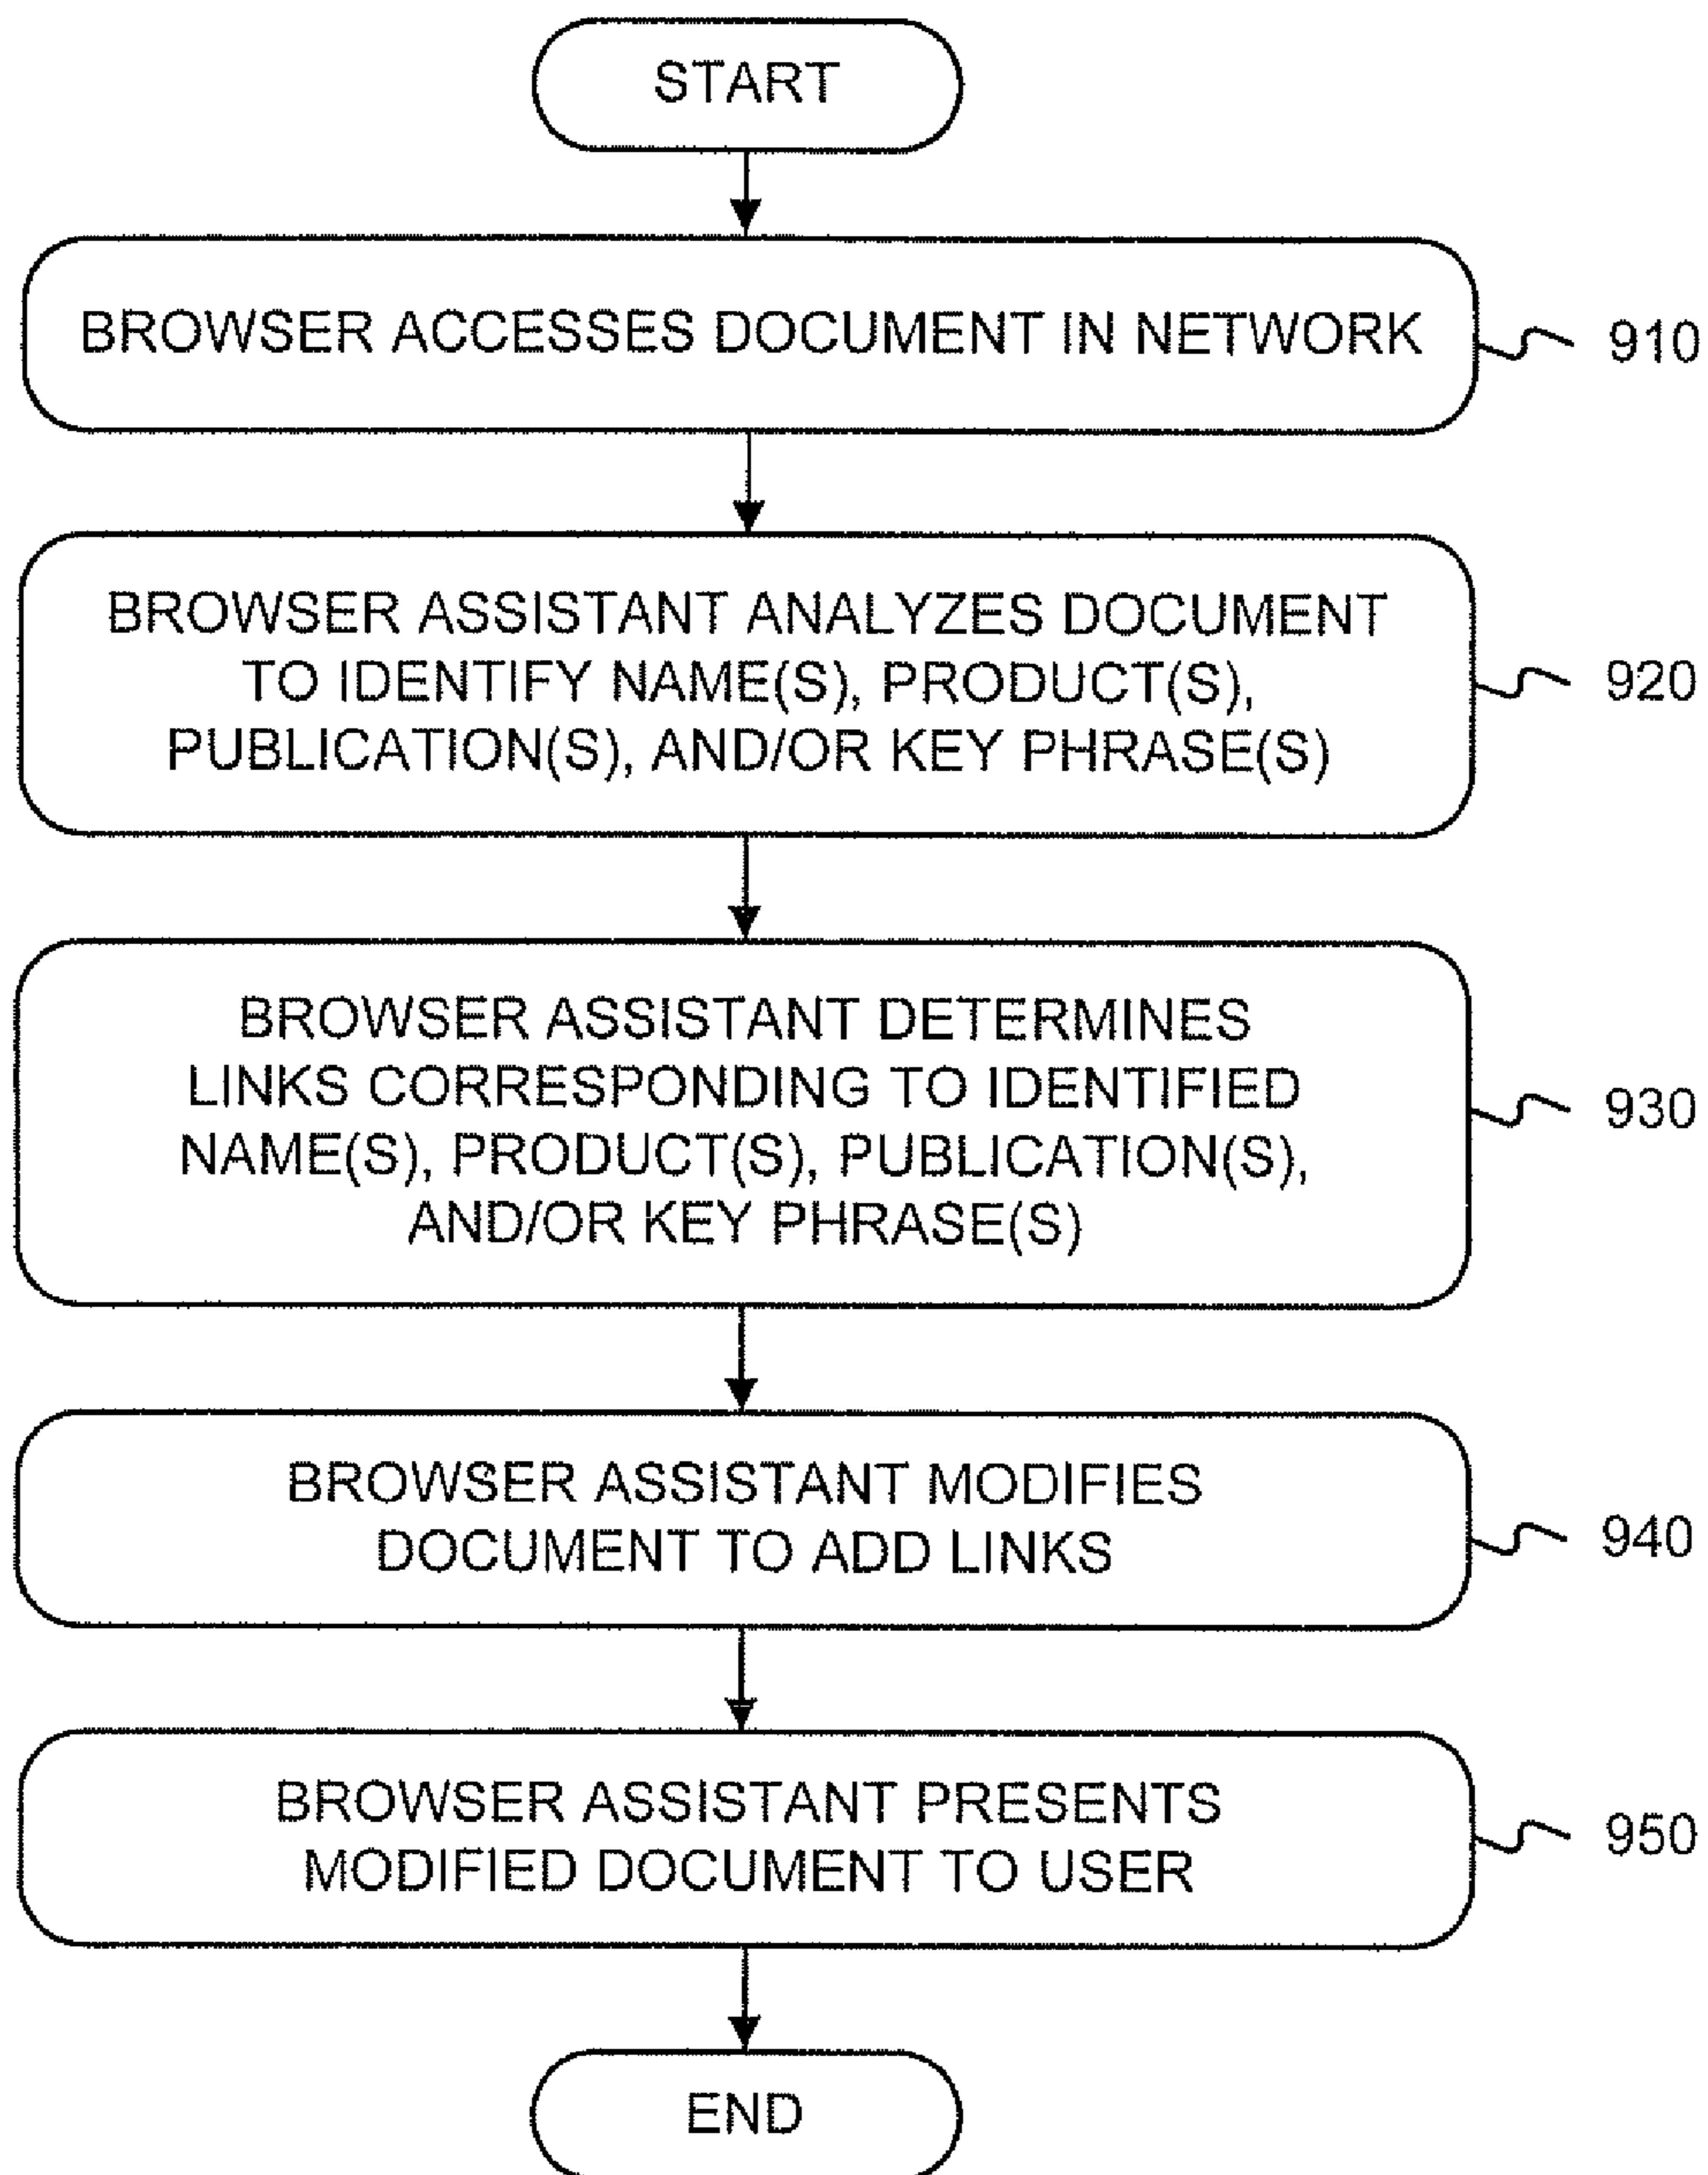 START
BROWSER ACCESSES DOCUMENT IN NETWORK
910
BROWSER ASSISTANT ANALYZES DOCUMENT
TO IDENTIFY NAME(S), PRODUCT(S),
PUBLICATION(S), AND/OR KEY PHRASE(S)
920
BROWSER ASSISTANT DETERMINES
LINKS CORRESPONDING TO IDENTIFIED
NAME(S), PRODUCT(S), PUBLICATION(S),
AND/OR KEY PHRASE(S)
930
BROWSER ASSISTANT MODIFIES
DOCUMENT TO ADD LINKS
940
BROWSER ASSISTANT PRESENTS
MODIFIED DOCUMENT TO USER
950
END